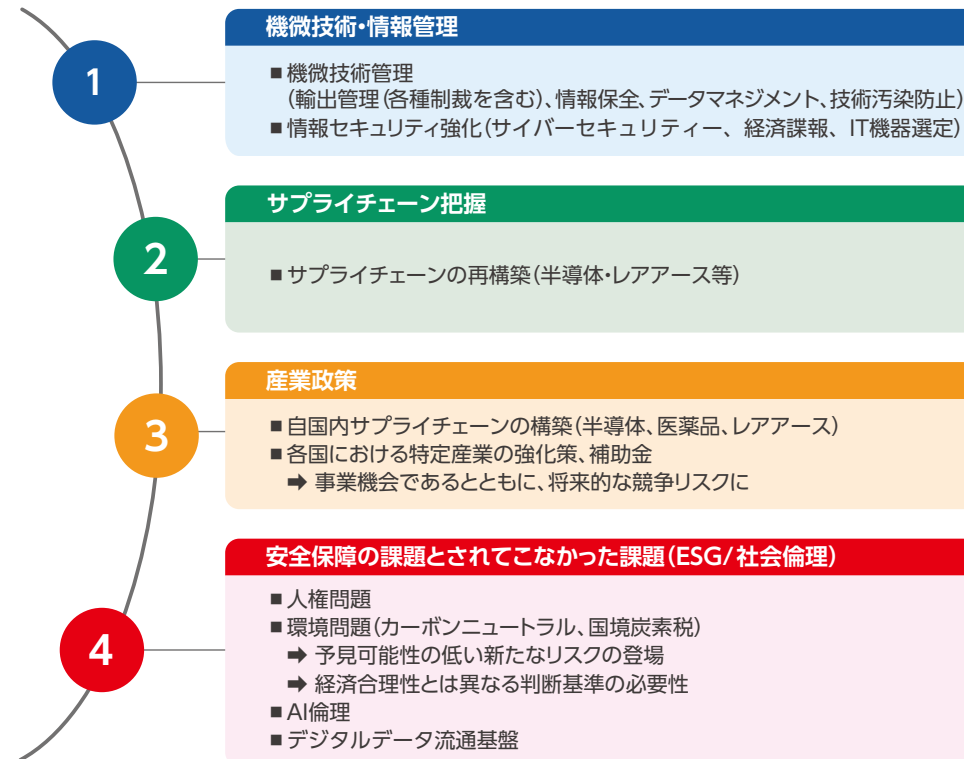 1
機微技術・情報管理
■機微技術管理
(輸出管理(各種制裁を含む)、情報保全、データマネジメント、技術汚染防止)
■情報セキュリティ強化(サイバーセキュリティー、経済諜報、IT機器選定)
2
サプライチェーン把握
■サプライチェーンの再構築(半導体・レアアース等)
3
産業政策
■自国内サプライチェーンの構築(半導体、医薬品、レアアース)
■各国における特定産業の強化策、補助金
➡ 事業機会であるとともに、将来的な競争リスクに
4
安全保障の課題とされてこなかった課題(ESG/社会倫理)
■人権問題
■環境問題(カーボンニュートラル、国境炭素税)
➡ 予見可能性の低い新たなリスクの登場
➡ 経済合理性とは異なる判断基準の必要性
■AI倫理
■デジタルデータ流通基盤